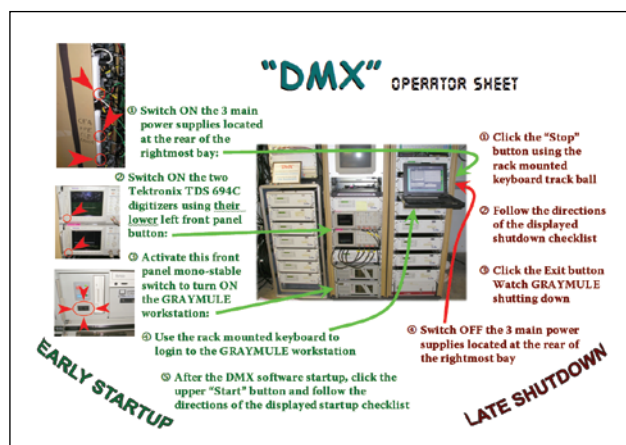 "DMX" OPERATOR SHEET
① Switch ON the 3 main
power supplies located
at the rear of the
rightmost bay:
② Switch ON the two
Tektronix TDS 694C
digitizers using their
lower left front panel
button:
③ Activate this front
panel mono-stable
switch to turn ON
the GRAYMULE
workstation:
④ Use the rack mounted keyboard to
login to the GRAYMULE workstation
⑤ After the DMX software startup, click the
upper "Start" button and follow the
directions of the displayed startup checklist
EARLY STARTUP
① Click the "Stop"
button using the
rack mounted
keyboard track ball
② Follow the directions
of the displayed
shutdown checklist
③ Click the Exit button
Watch GRAYMULE
shutting down
④ Switch OFF the 3 main power
supplies located at the rear of
the rightmost bay
LATE SHUTDOWN